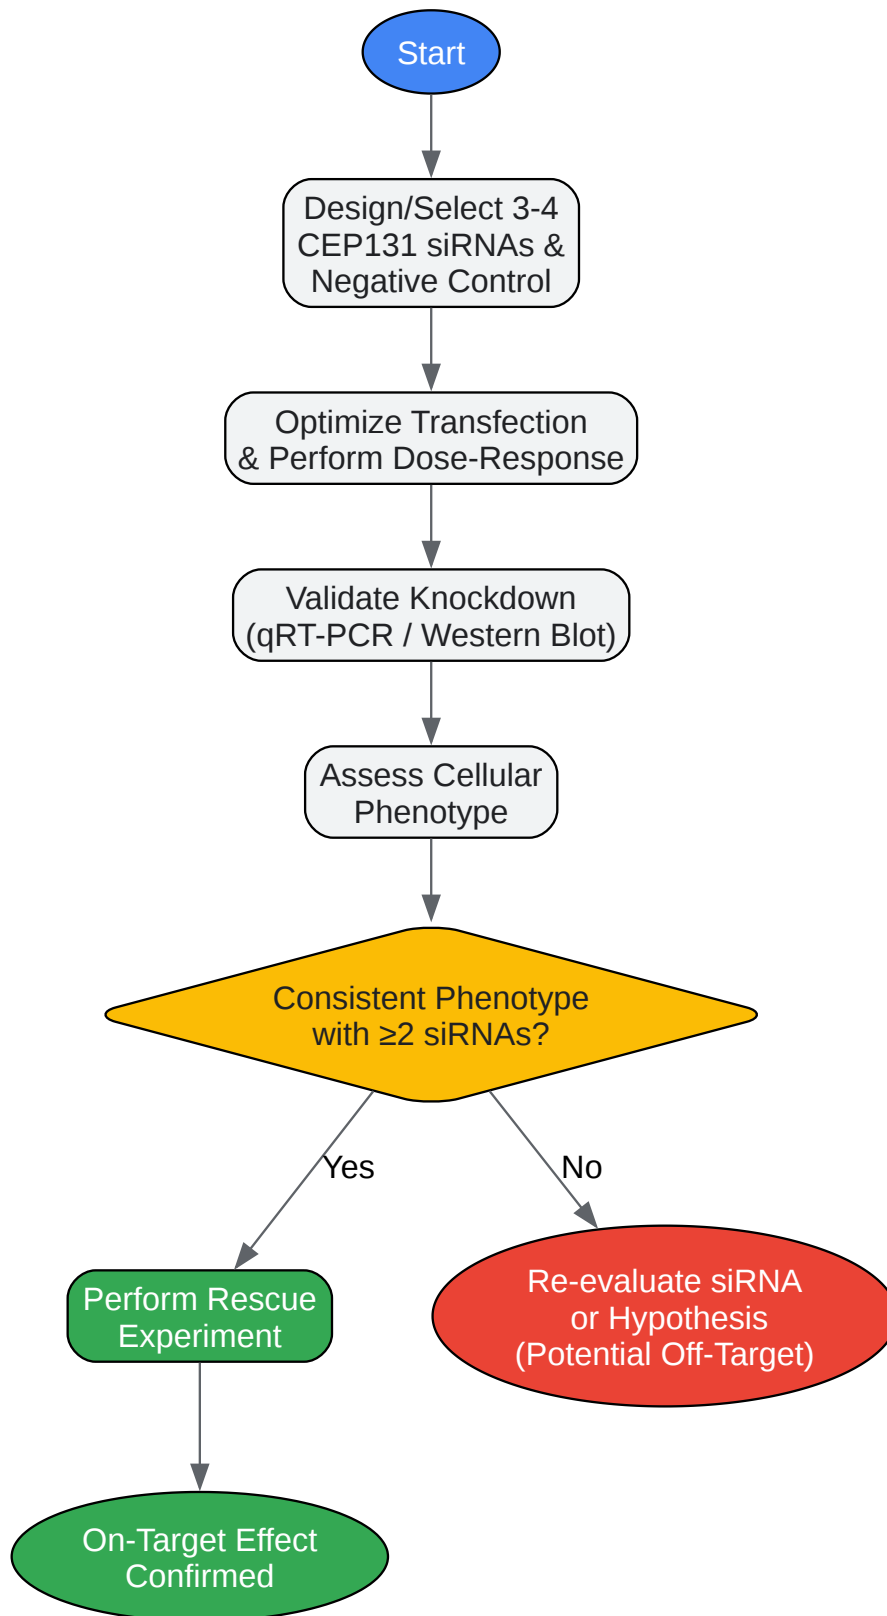 Start
Design/Select 3-4
CEP131 siRNAs &
Negative Control
Optimize Transfection
& Perform Dose-Response
Validate Knockdown
(qRT-PCR / Western Blot)
Assess Cellular
Phenotype
Consistent Phenotype
with ≥2 siRNAs?
Yes
No
Perform Rescue
Experiment
Re-evaluate siRNA
or Hypothesis
(Potential Off-Target)
On-Target Effect
Confirmed